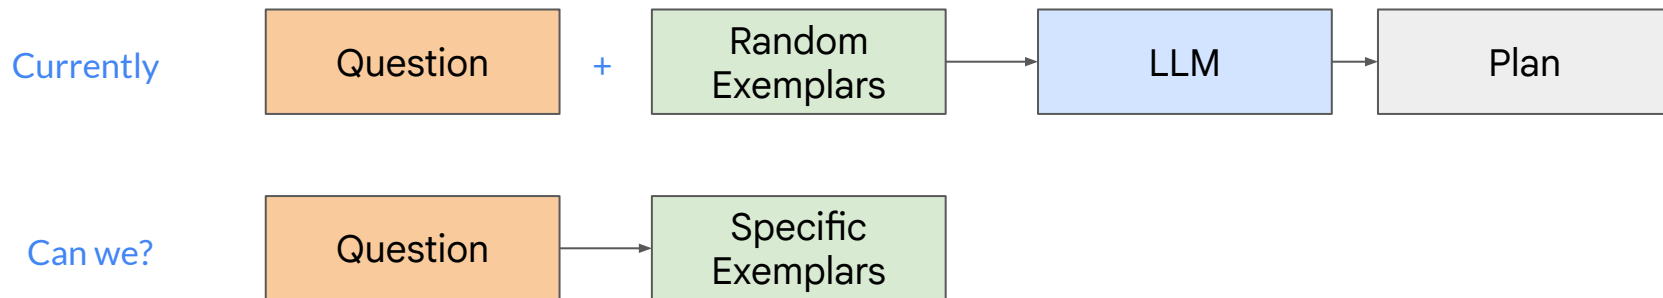 Currently
Question
+
Random
Exemplars
LLM
Plan
Can we?
Question
Specific
Exemplars